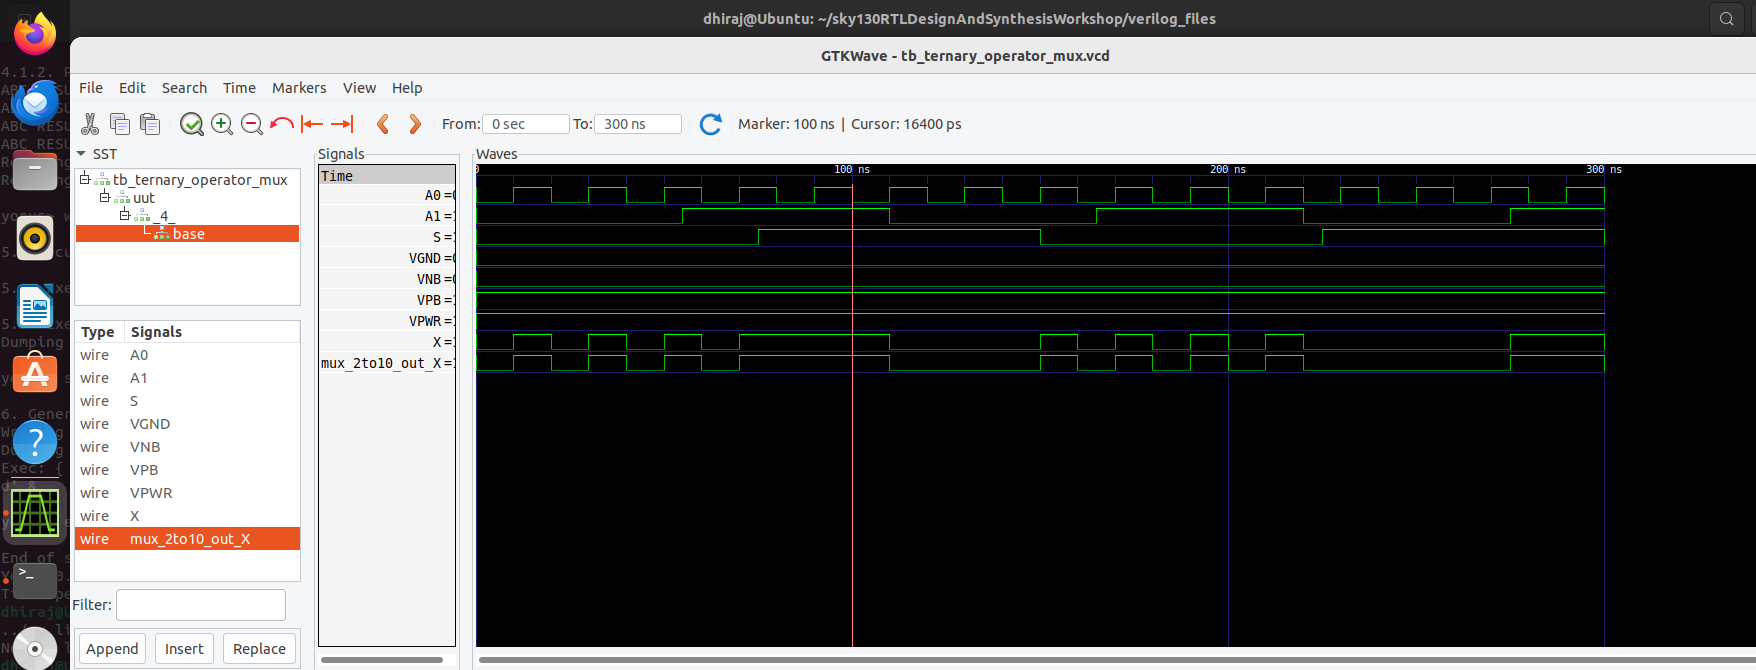 dhiraj@Ubuntu: ~/sky130RTLDesignAndSynthesisWorkshop/verilog_files
GTKWave - tb_ternary_operator_mux.vcd
File Edit Search Time Markers View Help
From: 0 sec To: 300 ns Marker: 100 ns | Cursor: 16400 ps
SST
tb_ternary_operator_mux
uut
_4_
base
Type Signals
wire A0
wire A1
wire S
wire VGND
wire VNB
wire VPB
wire VPWR
wire X
wire mux_2to10_out_X
Filter:
Append Insert Replace
Signals
Time
A0 =
A1 =
S =
VGND =
VNB =
VPB =
VPWR =
X =
mux_2to10_out_X =
Waves
0 100 ns 200 ns 300 ns
4.1.2.
ABC RESU
ABC RESU
5.
5.
5.
Dumping
6. Gener
Exec: {
End of s
dhiraj@U